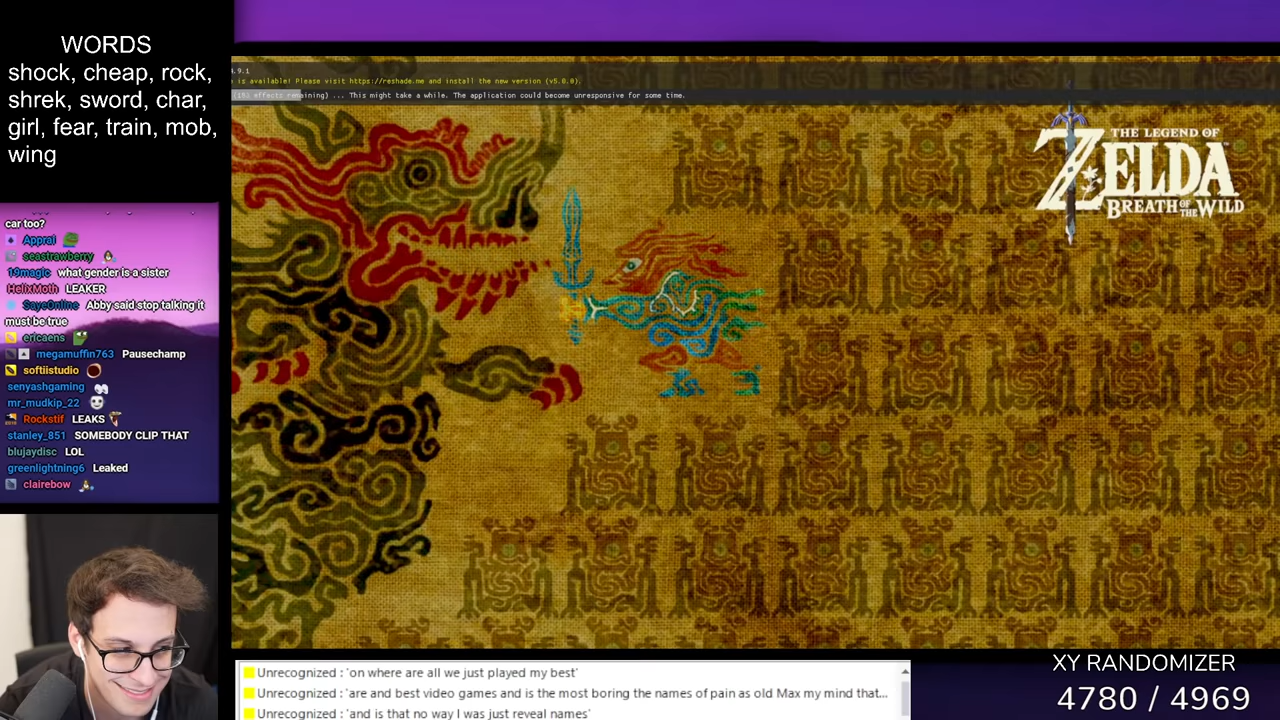 WORDS
shock, cheap, rock,
shrek, sword, char,
girl, fear, train, mob,
wing
car too?
Apprai
seastrawberry
19magic what gender is a sister
HelixMoth LEAKER
SayeOnline Abby said stop talking it
must be true
ericaens
megamuffin763 Pausechamp
softiistudio
senyashgaming
mr_mudkip_22
Rockstif LEAKS
stanley_851 SOMEBODY CLIP THAT
blujaydisc LOL
greenlightning6 Leaked
clairebow
.9.1
is available! Please visit https://reshade.me and install the new version (v5.0.0).
effects remaining) ... This might take a while. The application could become unresponsive for some time.
THE LEGEND OF
ZELDA
BREATH OF THE WILD
Unrecognized : 'on where are all we just played my best'
Unrecognized : 'are and best video games and is the most boring the names of pain as old Max my mind that...
Unrecognized : 'and is that no way I was just reveal names'
XY RANDOMIZER
4780 / 4969